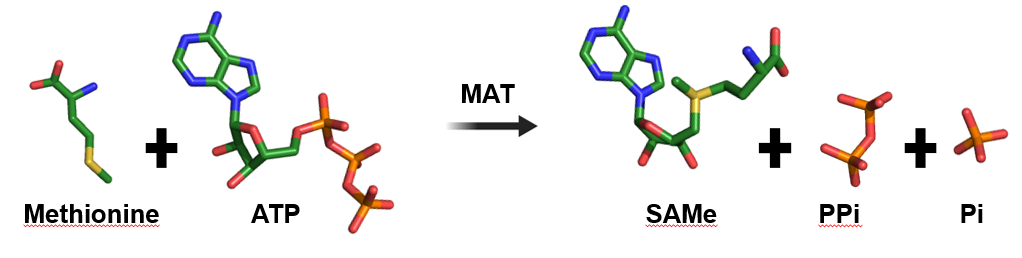 MAT
+ + +
Methionine ATP SAMe PPi Pi